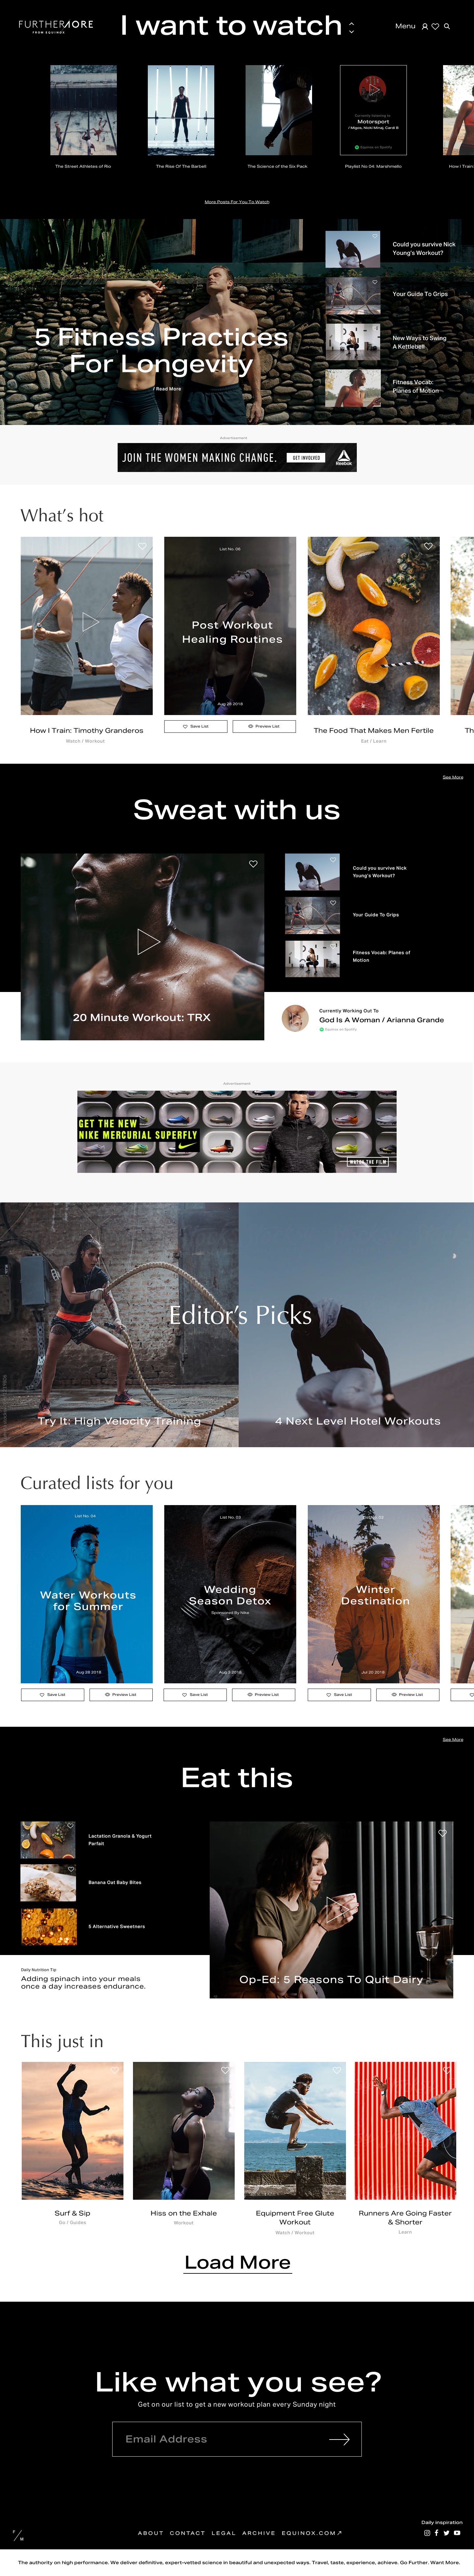 FURTHERMORE
FROM EQUINOX
I want to watch
Menu
Currently listening to
Motorsport
/ Migos, Nicki Minaj, Cardi B
Equinox on Spotify
The Street Athletes of Rio
The Rise Of The Barbell
The Science of the Six Pack
Playlist No. 04: Marshmello
How I Train
More Posts For You To Watch
5 Fitness Practices
For Longevity
/ Read More
Could you survive Nick
Young's Workout?
Your Guide To Grips
New Ways to Swing
A Kettlebell
Fitness Vocab:
Planes of Motion
Advertisement
JOIN THE WOMEN MAKING CHANGE.
GET INVOLVED
Reebok
What's hot
List No. 06
Post Workout
Healing Routines
Aug 28 2018
Save List
Preview List
How I Train: Timothy Granderos
Watch / Workout
The Food That Makes Men Fertile
Eat / Learn
Th
See More
Sweat with us
20 Minute Workout: TRX
Could you survive Nick
Young's Workout?
Your Guide To Grips
Fitness Vocab: Planes of
Motion
Currently Working Out To
God Is A Woman / Arianna Grande
Equinox on Spotify
Advertisement
GET THE NEW
NIKE MERCURIAL SUPERFLY
WATCH THE FILM
Editor's Picks
Try It: High Velocity Training
4 Next Level Hotel Workouts
Curated lists for you
List No. 04
Water Workouts
for Summer
Aug 28 2018
Save List
Preview List
List No. 03
Wedding
Season Detox
Sponsored By Nike
Save List
Preview List
Winter
Destination
Jul 20 2018
Save List
Preview List
See More
Eat this
Lactation Granola & Yogurt
Parfait
Banana Oat Baby Bites
5 Alternative Sweetners
Op-Ed: 5 Reasons To Quit Dairy
Daily Nutrition Tip
Adding spinach into your meals
once a day increases endurance.
This just in
Surf & Sip
Go / Guides
Hiss on the Exhale
Workout
Equipment Free Glute
Workout
Watch / Workout
Runners Are Going Faster
& Shorter
Learn
Load More
Like what you see?
Get on our list to get a new workout plan every Sunday night
Email Address
F / M
ABOUT CONTACT LEGAL ARCHIVE EQUINOX.COM
Daily inspiration
The authority on high performance. We deliver definitive, expert-vetted science in beautiful and unexpected ways. Travel, taste, experience, achieve. Go Further. Want More.